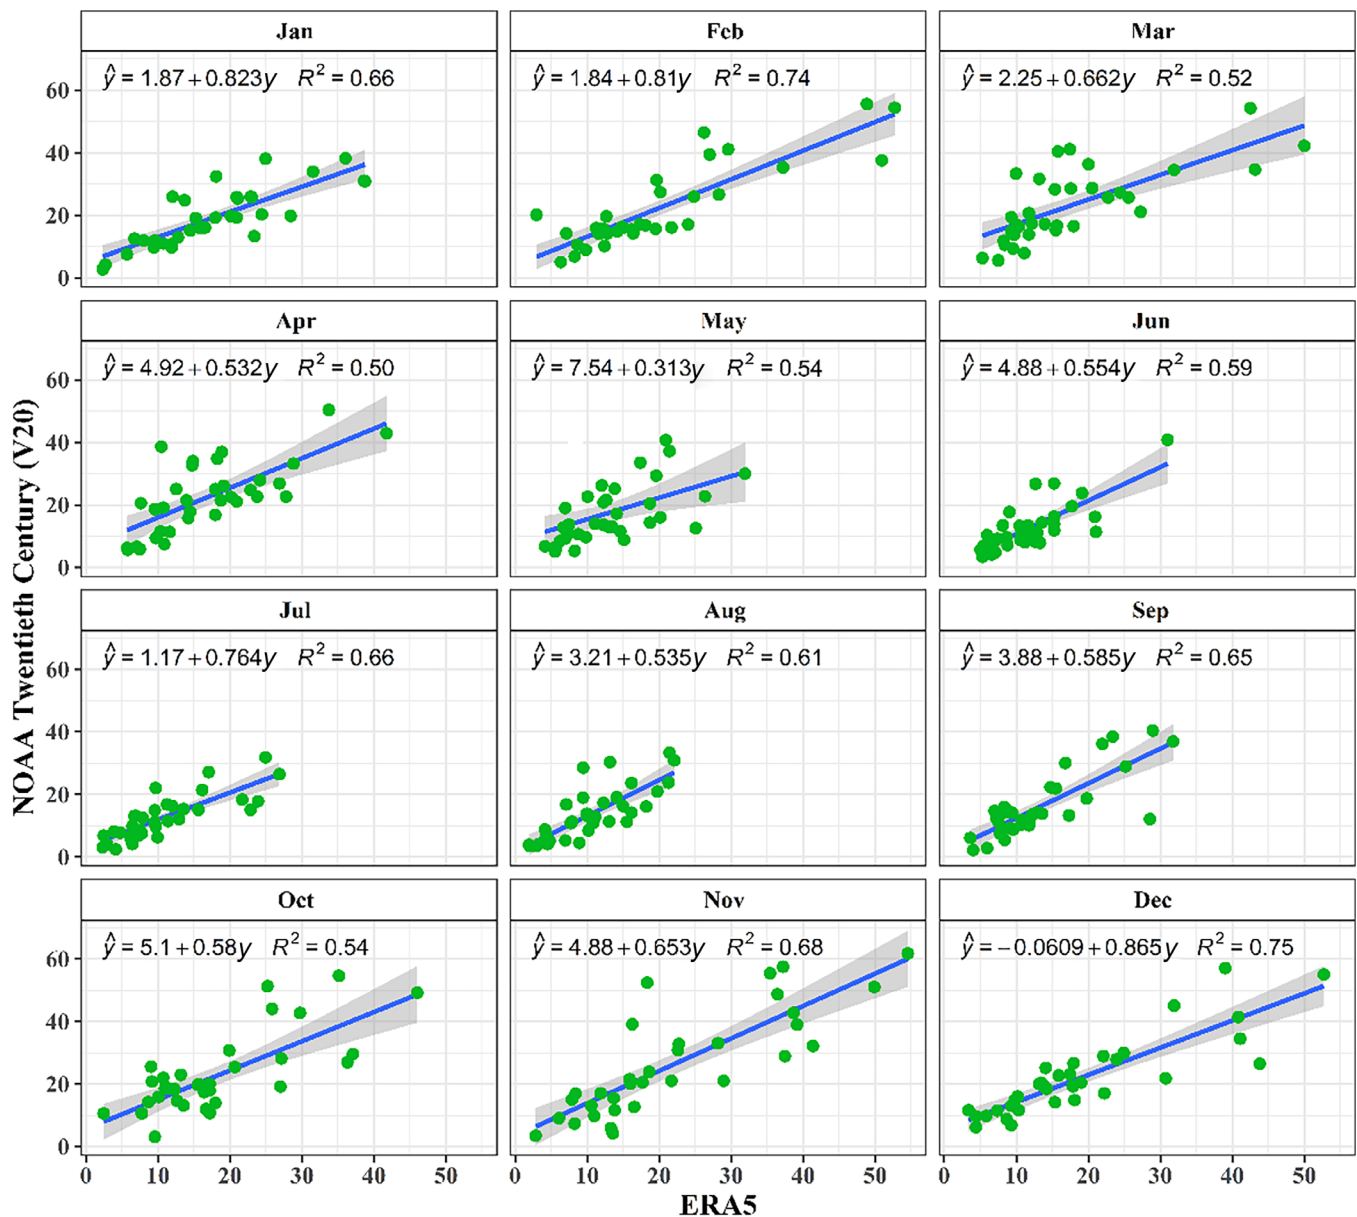 Jan Feb Mar
ŷ = 1.87 + 0.823y R² = 0.66
ŷ = 1.84 + 0.81y R² = 0.74
ŷ = 2.25 + 0.662y R² = 0.52
60
40
20
0
Apr May Jun
ŷ = 4.92 + 0.532y R² = 0.50
ŷ = 7.54 + 0.313y R² = 0.54
ŷ = 4.88 + 0.554y R² = 0.59
60
40
20
0
NOAA Twentieth Century (V20)
Jul Aug Sep
ŷ = 1.17 + 0.764y R² = 0.66
ŷ = 3.21 + 0.535y R² = 0.61
ŷ = 3.88 + 0.585y R² = 0.65
60
40
20
0
Oct Nov Dec
ŷ = 5.1 + 0.58y R² = 0.54
ŷ = 4.88 + 0.653y R² = 0.68
ŷ = −0.0609 + 0.865y R² = 0.75
60
40
20
0
0 10 20 30 40 50 0 10 20 30 40 50 0 10 20 30 40 50
ERA5